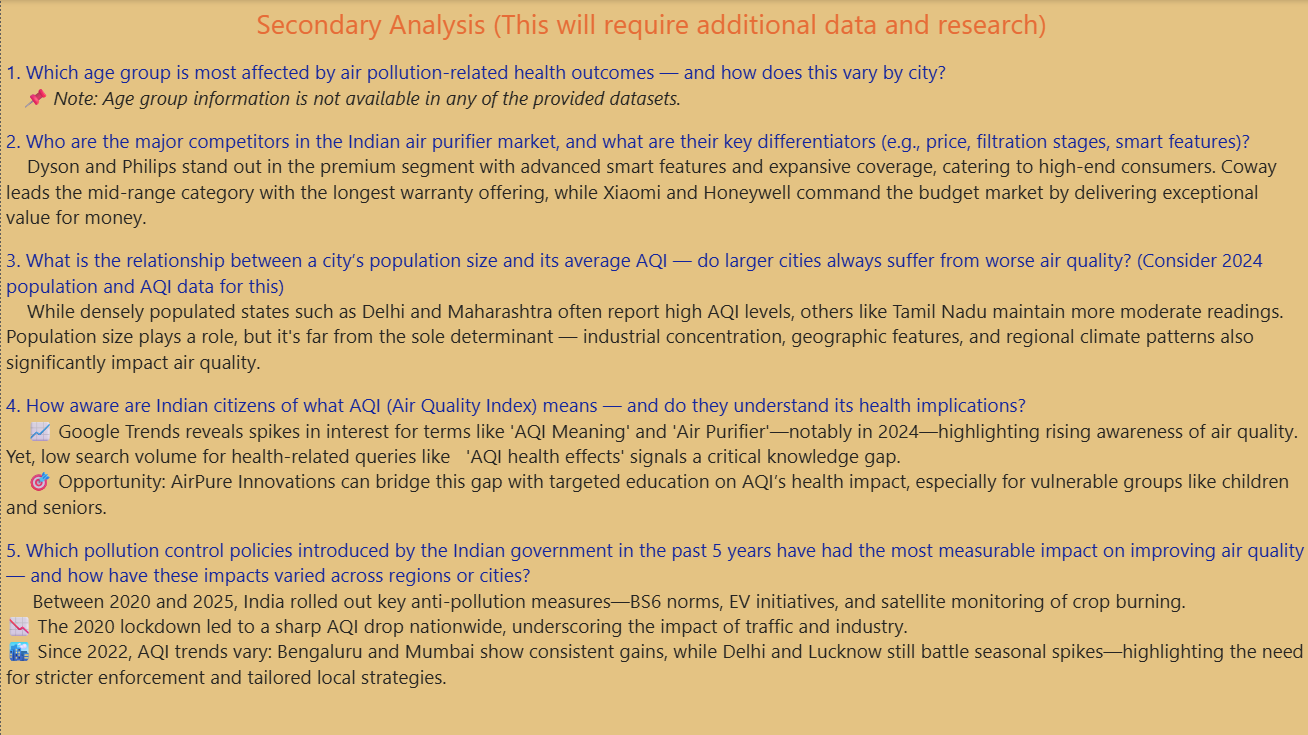 Secondary Analysis (This will require additional data and research)
1. Which age group is most affected by air pollution-related health outcomes — and how does this vary by city?
📌 Note: Age group information is not available in any of the provided datasets.
2. Who are the major competitors in the Indian air purifier market, and what are their key differentiators (e.g., price, filtration stages, smart features)?
Dyson and Philips stand out in the premium segment with advanced smart features and expansive coverage, catering to high-end consumers. Coway
leads the mid-range category with the longest warranty offering, while Xiaomi and Honeywell command the budget market by delivering exceptional
value for money.
3. What is the relationship between a city’s population size and its average AQI — do larger cities always suffer from worse air quality? (Consider 2024
population and AQI data for this)
While densely populated states such as Delhi and Maharashtra often report high AQI levels, others like Tamil Nadu maintain more moderate readings.
Population size plays a role, but it's far from the sole determinant — industrial concentration, geographic features, and regional climate patterns also
significantly impact air quality.
4. How aware are Indian citizens of what AQI (Air Quality Index) means — and do they understand its health implications?
📈 Google Trends reveals spikes in interest for terms like 'AQI Meaning' and 'Air Purifier'—notably in 2024—highlighting rising awareness of air quality.
Yet, low search volume for health-related queries like 'AQI health effects' signals a critical knowledge gap.
🎯 Opportunity: AirPure Innovations can bridge this gap with targeted education on AQI’s health impact, especially for vulnerable groups like children
and seniors.
5. Which pollution control policies introduced by the Indian government in the past 5 years have had the most measurable impact on improving air quality
— and how have these impacts varied across regions or cities?
Between 2020 and 2025, India rolled out key anti-pollution measures—BS6 norms, EV initiatives, and satellite monitoring of crop burning.
📉 The 2020 lockdown led to a sharp AQI drop nationwide, underscoring the impact of traffic and industry.
🏙️ Since 2022, AQI trends vary: Bengaluru and Mumbai show consistent gains, while Delhi and Lucknow still battle seasonal spikes—highlighting the need
for stricter enforcement and tailored local strategies.